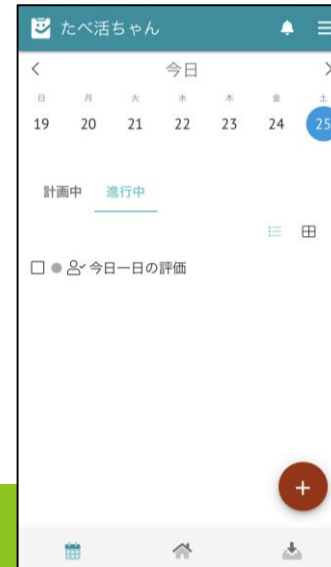 たべ活ちゃん
今日
日 月 火 水 木 金 土
19 20 21 22 23 24 25
計画中 進行中
今日一日の評価